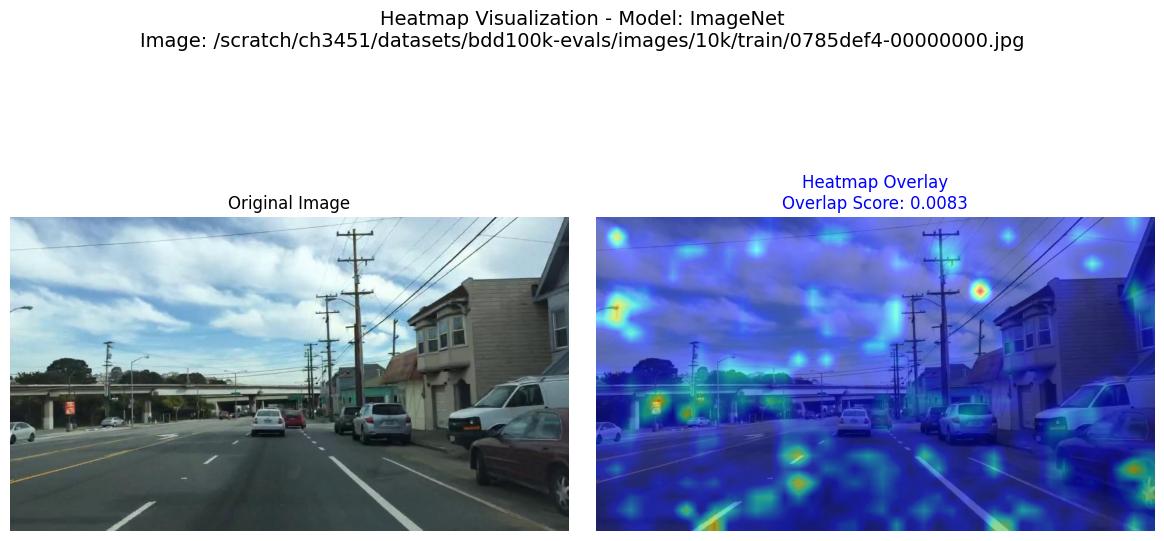 Heatmap Visualization - Model: ImageNet
Image: /scratch/ch3451/datasets/bdd100k-evals/images/10k/train/0785def4-00000000.jpg
Original Image
Heatmap Overlay
Overlap Score: 0.0083